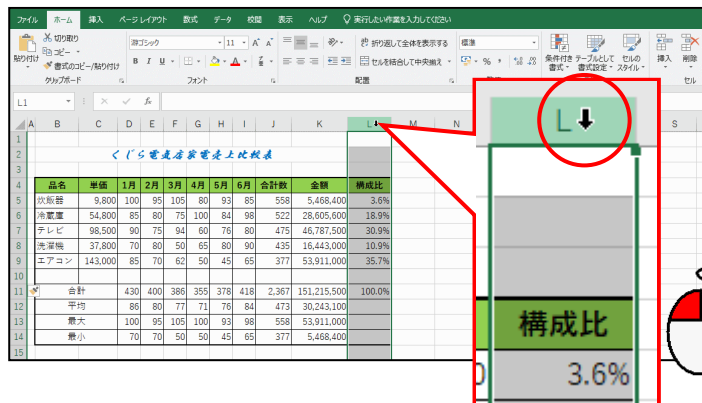 ファイル ホーム 挿入 ページ レイアウト 数式 データ 校閲 表示 ヘルプ 実行したい作業を入力してください
切り取り
コピー
貼り付け
書式のコピー/貼り付け
クリップボード
游ゴシック 11 A A
B I U A
フォント
折り返して全体を表示する
セルを結合して中央揃え
配置
標準
% ,
条件付き 書式
テーブルとして 書式設定
セルの スタイル
挿入 削除
セル
L1 fx
A B C D E F G H I J K L M N S
1
2 くじら電気店家電売上比較表
3
4 品名 単価 1月 2月 3月 4月 5月 6月 合計数 金額 構成比
5 炊飯器 9,800 100 95 105 80 93 85 558 5,468,400 3.6%
6 冷蔵庫 54,800 85 80 75 100 84 98 522 28,605,600 18.9%
7 テレビ 98,500 90 75 94 60 76 80 475 46,787,500 30.9%
8 洗濯機 37,800 70 80 50 65 80 90 435 16,443,000 10.9%
9 エアコン 143,000 85 70 62 50 45 65 377 53,911,000 35.7%
10
11 合計 430 400 386 355 378 418 2,367 151,215,500 100.0%
12 平均 86 80 77 71 76 84 473 30,243,100
13 最大 100 95 105 100 93 98 558 53,911,000
14 最小 70 70 50 50 45 65 377 5,468,400
15
L
構成比
3.6%